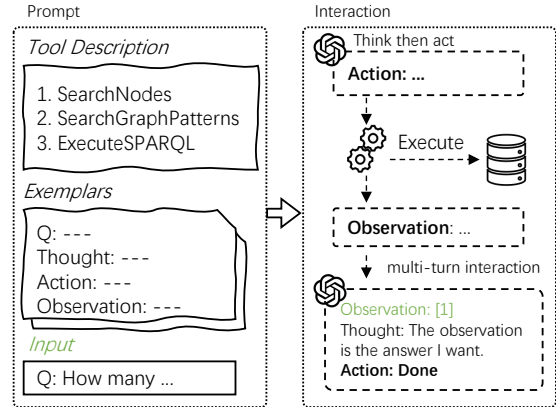 Prompt
Tool Description
1. SearchNodes
2. SearchGraphPatterns
3. ExecuteSPARQL
Exemplars
Q: ---
Thought: ---
Action: ---
Observation: ---
Input
Q: How many ...
Interaction
Think then act
Action: ...
Execute
Observation: ...
multi-turn interaction
Observation: [1]
Thought: The observation
is the answer I want.
Action: Done